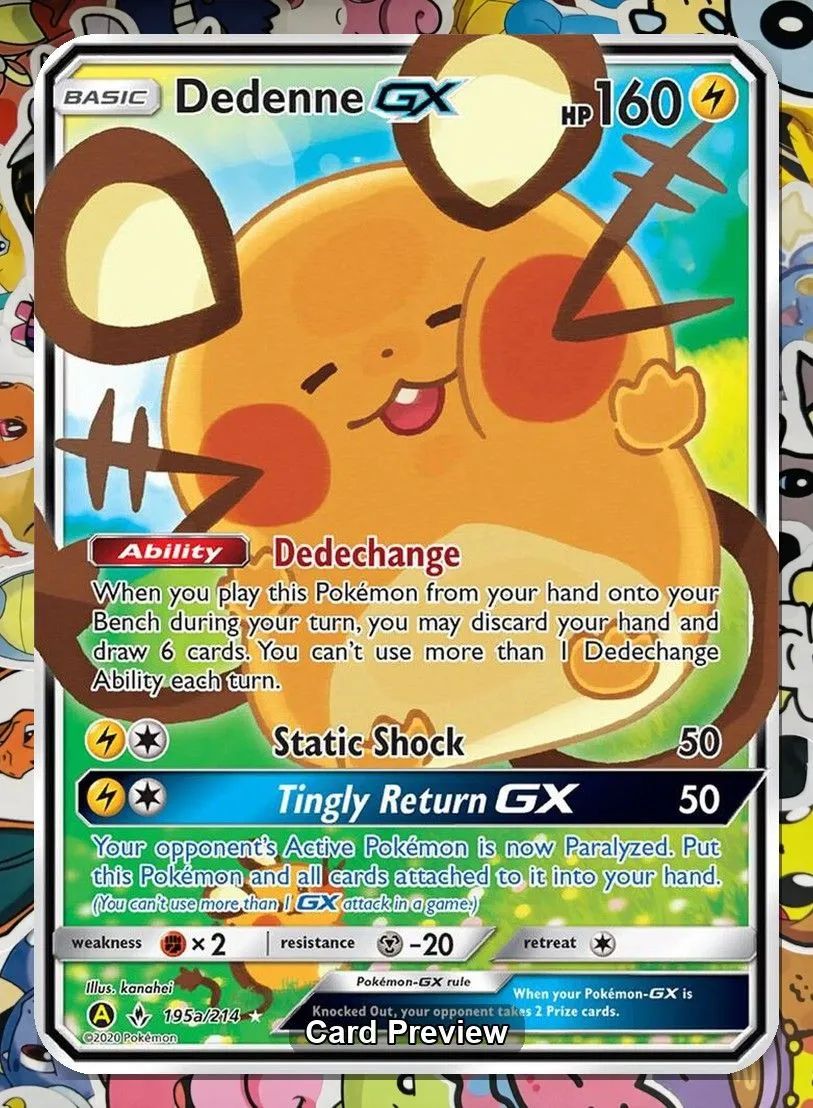 BASIC Dedenne GX HP 160
Ability Dedechange
When you play this Pokémon from your hand onto your
Bench during your turn, you may discard your hand and
draw 6 cards. You can't use more than 1 Dedechange
Ability each turn.
Static Shock 50
Tingly Return GX 50
Your opponent's Active Pokémon is now Paralyzed. Put
this Pokémon and all cards attached to it into your hand.
(You can't use more than 1 GX attack in a game.)
weakness ×2 resistance -20 retreat
Illus. kanahei
Pokémon-GX rule
When your Pokémon-GX is
Knocked Out, your opponent takes 2 Prize cards.
A 195a/214
©2020 Pokémon
Card Preview